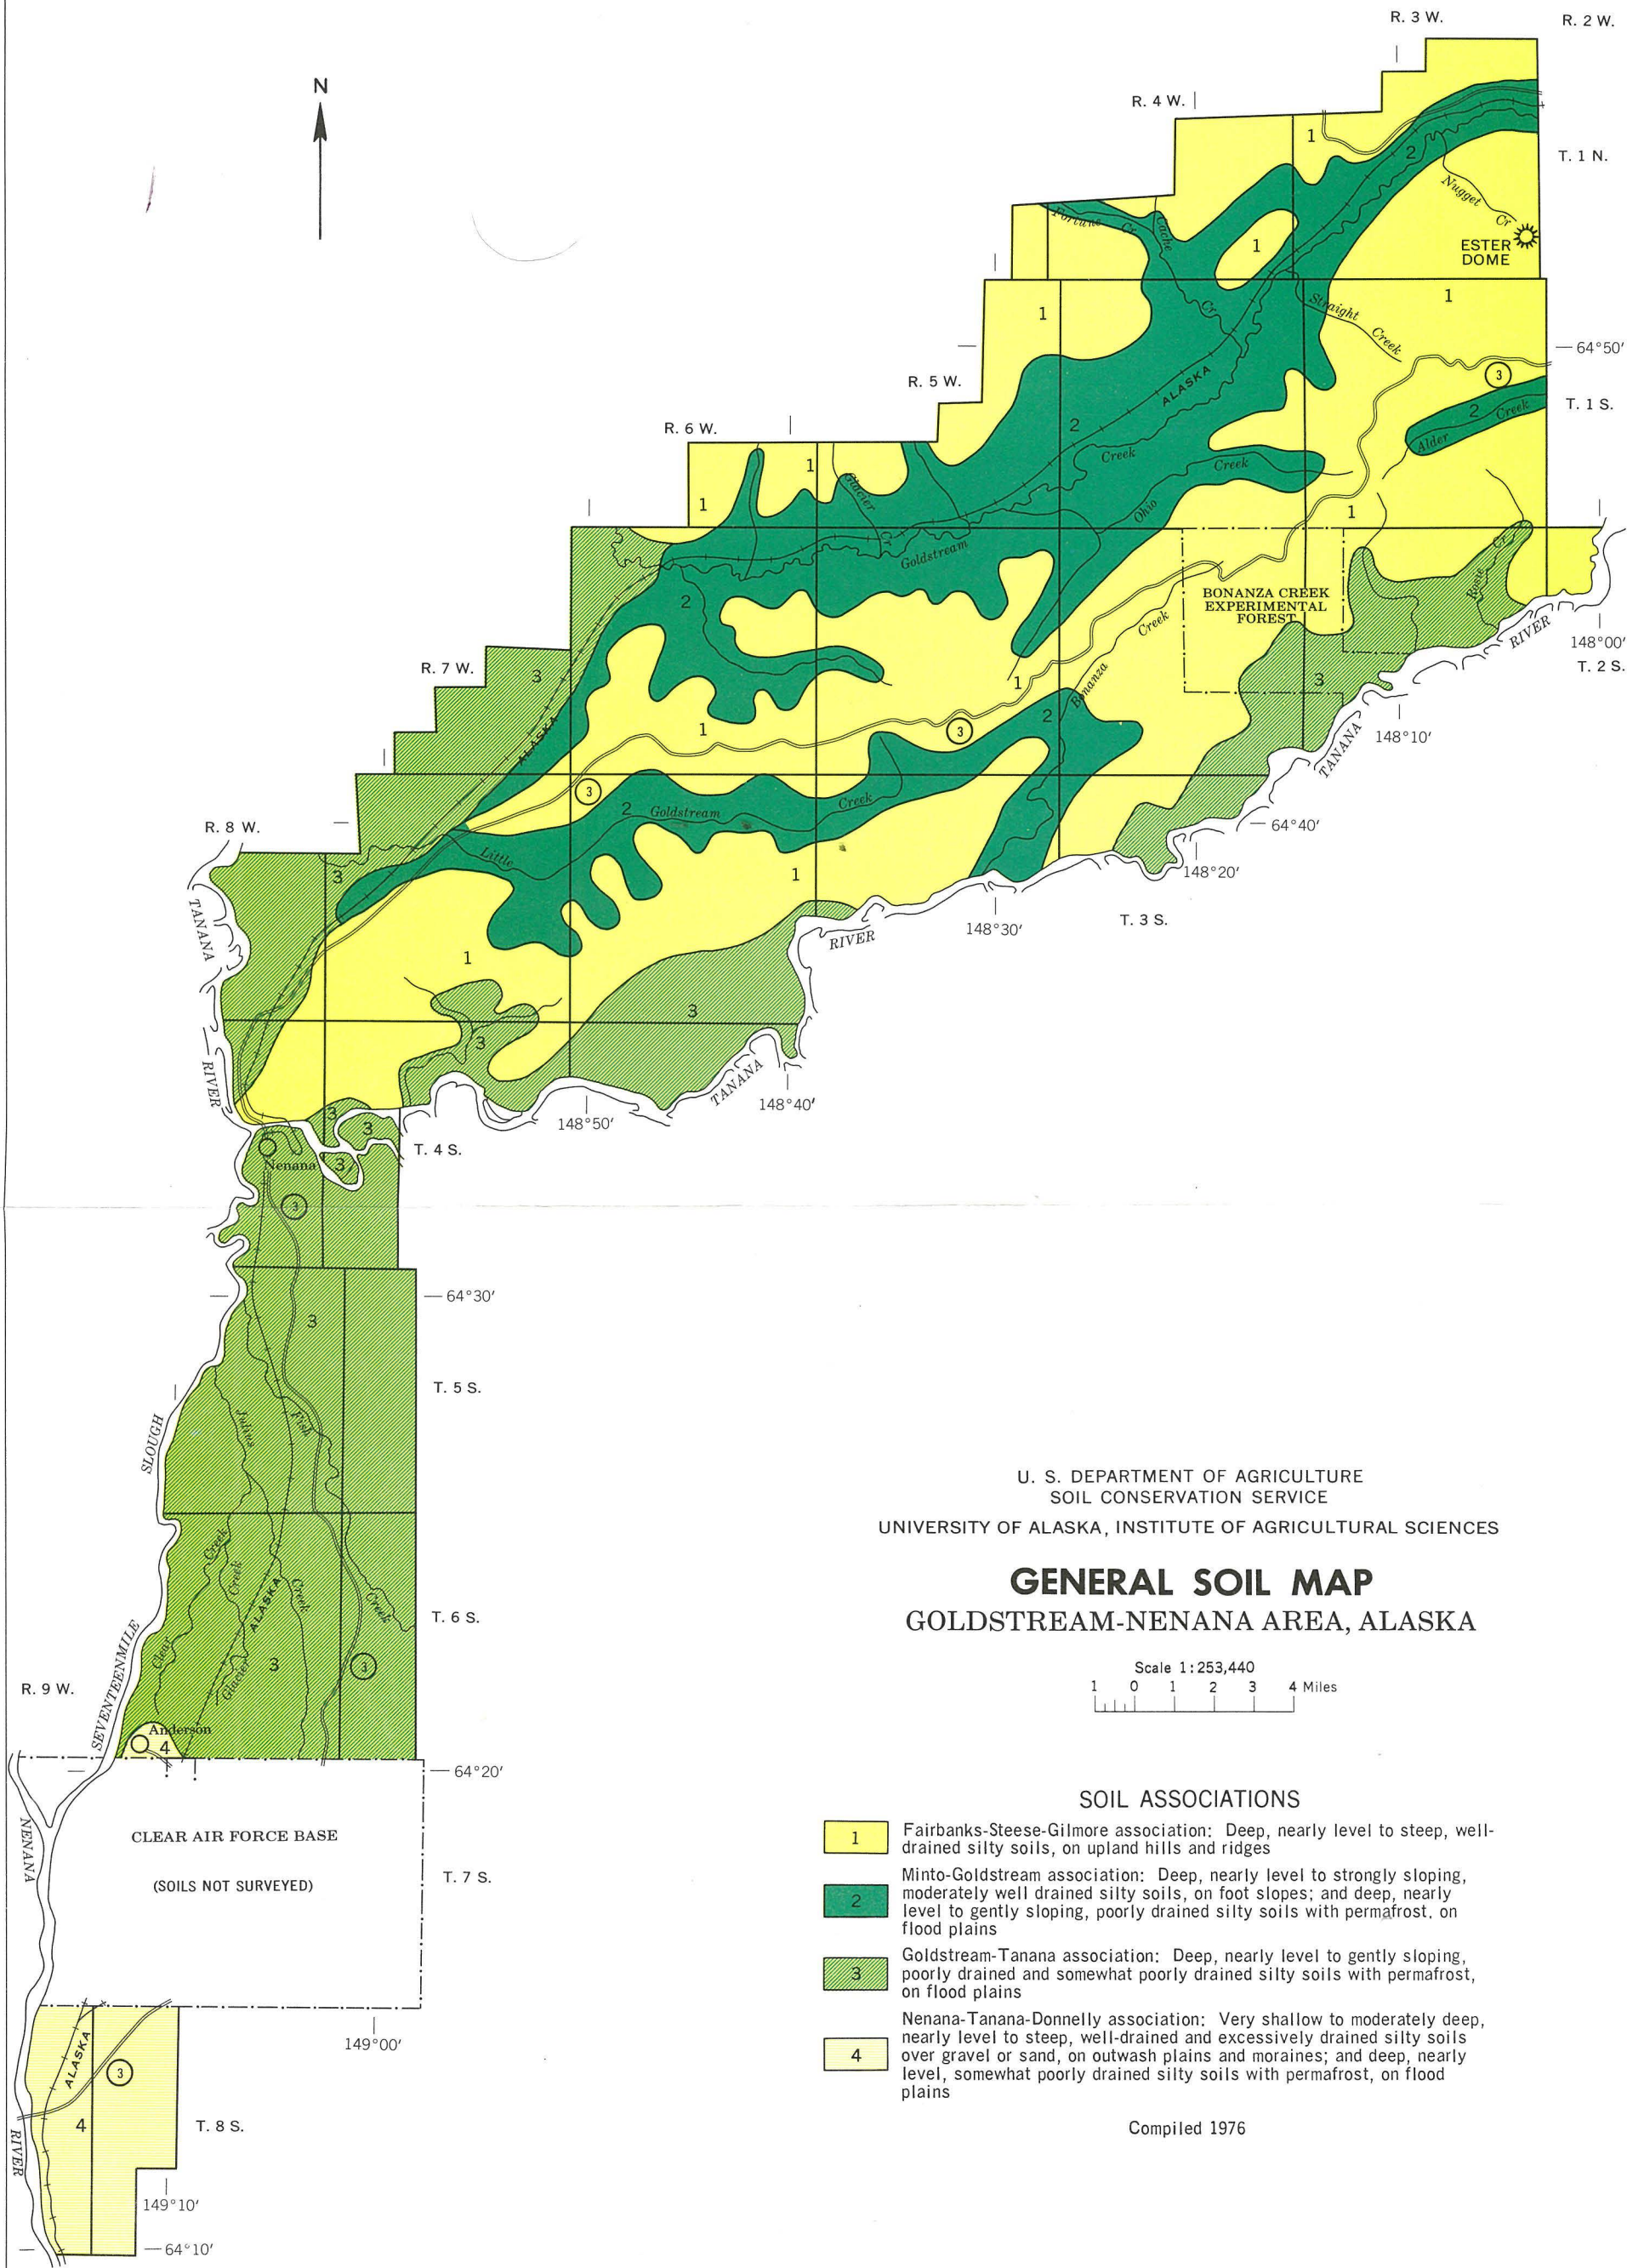 R. 3 W.
R. 2 W.
N
R. 4 W.
1
2
T. 1 N.
Nugget
Cr
Fortune Cr
Cache
1
ESTER
DOME
1
1
Cr
Straight
Creek
64°50'
ALASKA
R. 5 W.
3
2
Creek
T. 1 S.
Alder
R. 6 W.
2
Creek
1
1
Glacier
Creek
Ohio
1
Cr
Goldstream
Cr
Rosie
2
BONANZA CREEK
EXPERIMENTAL
FOREST
Creek
RIVER
148°00'
T. 2 S.
R. 7 W.
3
1
3
Bonanza
2
1
3
ALASKA
TANANA
148°10'
3
2
Goldstream
Creek
R. 8 W.
64°40'
Little
3
1
148°20'
TANANA
T. 3 S.
148°30'
RIVER
1
3
3
RIVER
TANANA
148°40'
3
3
148°50'
T. 4 S.
Nenana
3
3
64°30'
3
T. 5 S.
Julius
Fish
SLOUGH
Creek
Creek
ALASKA
Creek
Creek
T. 6 S.
SEVENTEENMILE
Clear
Glacier
3
3
R. 9 W.
Anderson
4
64°20'
NENANA
CLEAR AIR FORCE BASE
(SOILS NOT SURVEYED)
T. 7 S.
149°00'
ALASKA
3
4
T. 8 S.
RIVER
149°10'
64°10'
U. S. DEPARTMENT OF AGRICULTURE
SOIL CONSERVATION SERVICE
UNIVERSITY OF ALASKA, INSTITUTE OF AGRICULTURAL SCIENCES
GENERAL SOIL MAP
GOLDSTREAM-NENANA AREA, ALASKA
Scale 1:253,440
1 0 1 2 3 4 Miles
SOIL ASSOCIATIONS
1 Fairbanks-Steese-Gilmore association: Deep, nearly level to steep, well-
drained silty soils, on upland hills and ridges
Minto-Goldstream association: Deep, nearly level to strongly sloping,
moderately well drained silty soils, on foot slopes; and deep, nearly
2 level to gently sloping, poorly drained silty soils with permafrost. on
flood plains
Goldstream-Tanana association: Deep, nearly level to gently sloping,
3 poorly drained and somewhat poorly drained silty soils with permafrost,
on flood plains
Nenana-Tanana-Donnelly association: Very shallow to moderately deep,
nearly level to steep, well-drained and excessively drained silty soils
4 over gravel or sand, on outwash plains and moraines; and deep, nearly
level, somewhat poorly drained silty soils with permafrost, on flood
plains
Compiled 1976